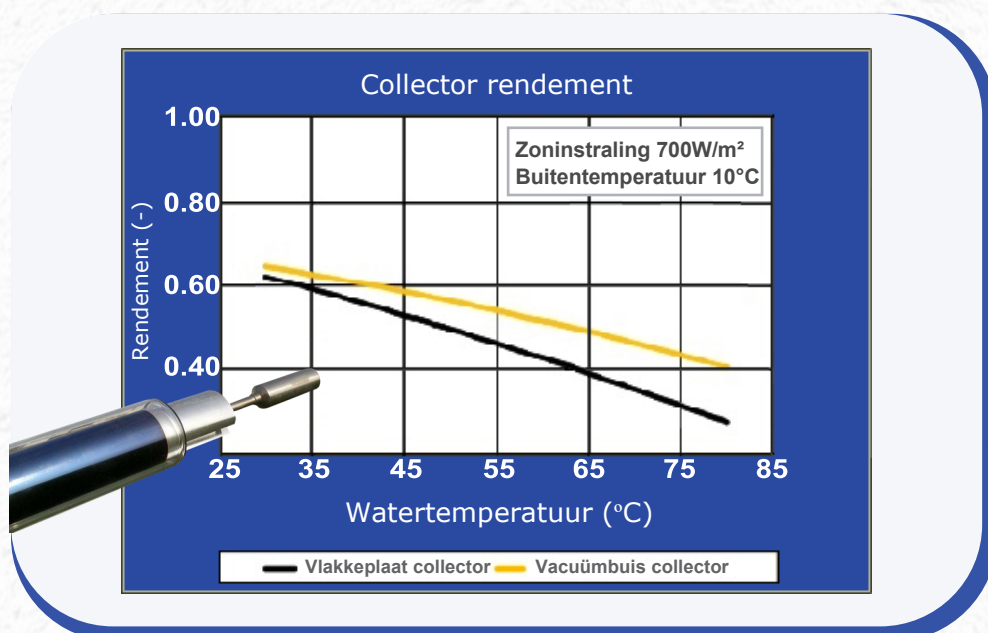 Collector rendement
1.00
Zoninstraling 700W/m²
Buitentemperatuur 10°C
0.80
Rendement (-)
0.60
0.40
25 35 45 55 65 75 85
Watertemperatuur (°C)
Vlakkeplaat collector Vacuümbuis collector